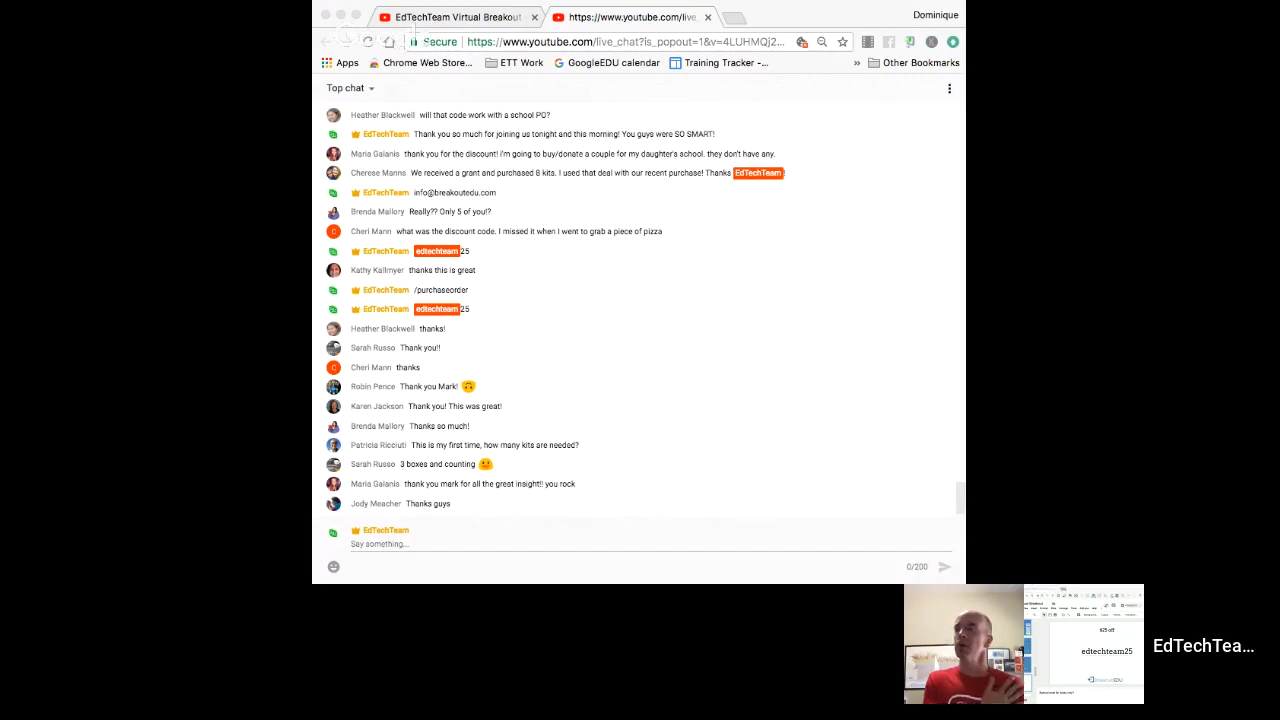 EdTechTeam Virtual Breakout
https://www.youtube.com/live_
Dominique
Secure https://www.youtube.com/live_chat?is_popout=1&v=4LUHMQj2...
Apps Chrome Web Store... ETT Work GoogleEDU calendar Training Tracker -... » Other Bookmarks
Top chat
Heather Blackwell will that code work with a school PO?
EdTechTeam Thank you so much for joining us tonight and this morning! You guys were SO SMART!
Maria Galanis thank you for the discount! i'm going to buy/donate a couple for my daughter's school. they don't have any.
Cherese Manns We received a grant and purchased 8 kits. I used that deal with our recent purchase! Thanks EdTechTeam!
EdTechTeam info@breakoutedu.com
Brenda Mallory Really?? Only 5 of you!?
Cheri Mann what was the discount code. I missed it when I went to grab a piece of pizza
EdTechTeam edtechteam25
Kathy Kallmyer thanks this is great
EdTechTeam /purchaseorder
EdTechTeam edtechteam25
Heather Blackwell thanks!
Sarah Russo Thank you!!
Cheri Mann thanks
Robin Pence Thank you Mark!
Karen Jackson Thank you! This was great!
Brenda Mallory Thanks so much!
Patricia Ricciuti This is my first time, how many kits are needed?
Sarah Russo 3 boxes and counting
Maria Galanis thank you mark for all the great insight!! you rock
Jody Meacher Thanks guys
EdTechTeam
Say something...
0/200
$25 off
edtechteam25
BreakoutEDU
EdTechTea...